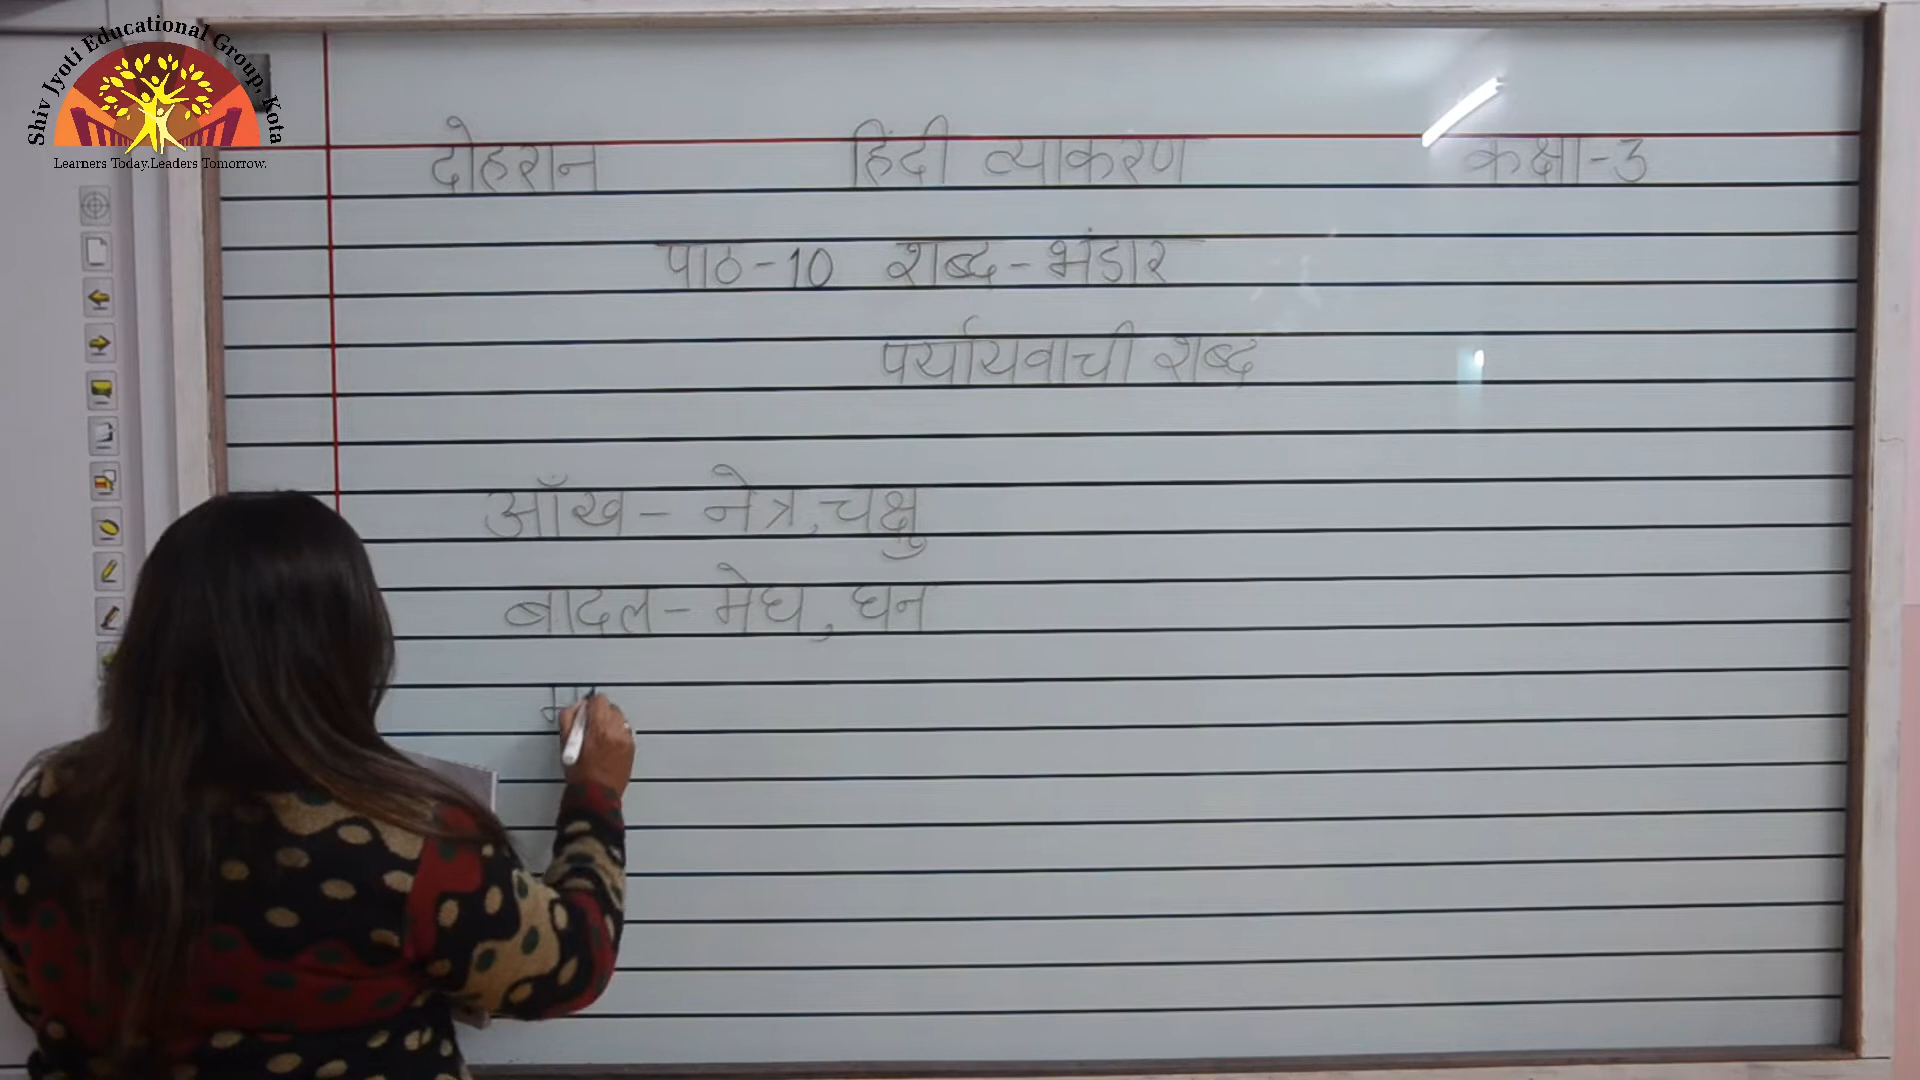 Shiv Jyoti Educational Group, Kota
Learners Today.Leaders Tomorrow.
दोहरान हिंदी व्याकरण कक्षा-3
पाठ-10 शब्द-भंडार
पर्यायवाची शब्द
आँख- नेत्र,चक्षु
बादल- मेघ, घन